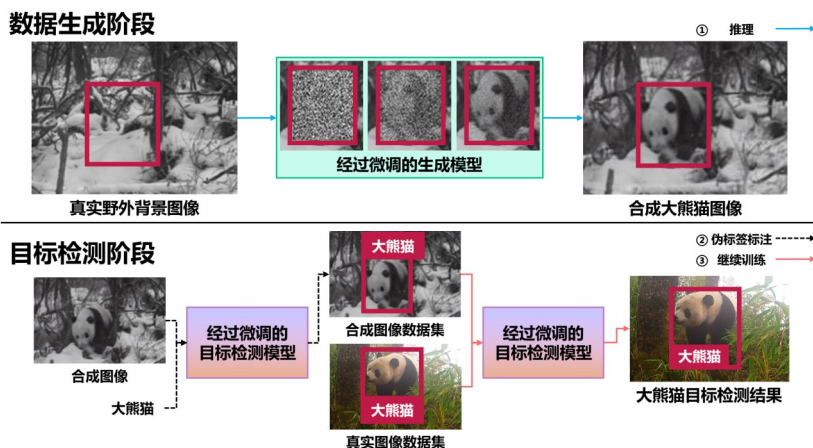 数据生成阶段
① 推理
经过微调的生成模型
真实野外背景图像
合成大熊猫图像
目标检测阶段
② 伪标签标注
③ 继续训练
大熊猫
合成图像数据集
经过微调的
目标检测模型
经过微调的
目标检测模型
合成图像
大熊猫
大熊猫
真实图像数据集
大熊猫
大熊猫目标检测结果